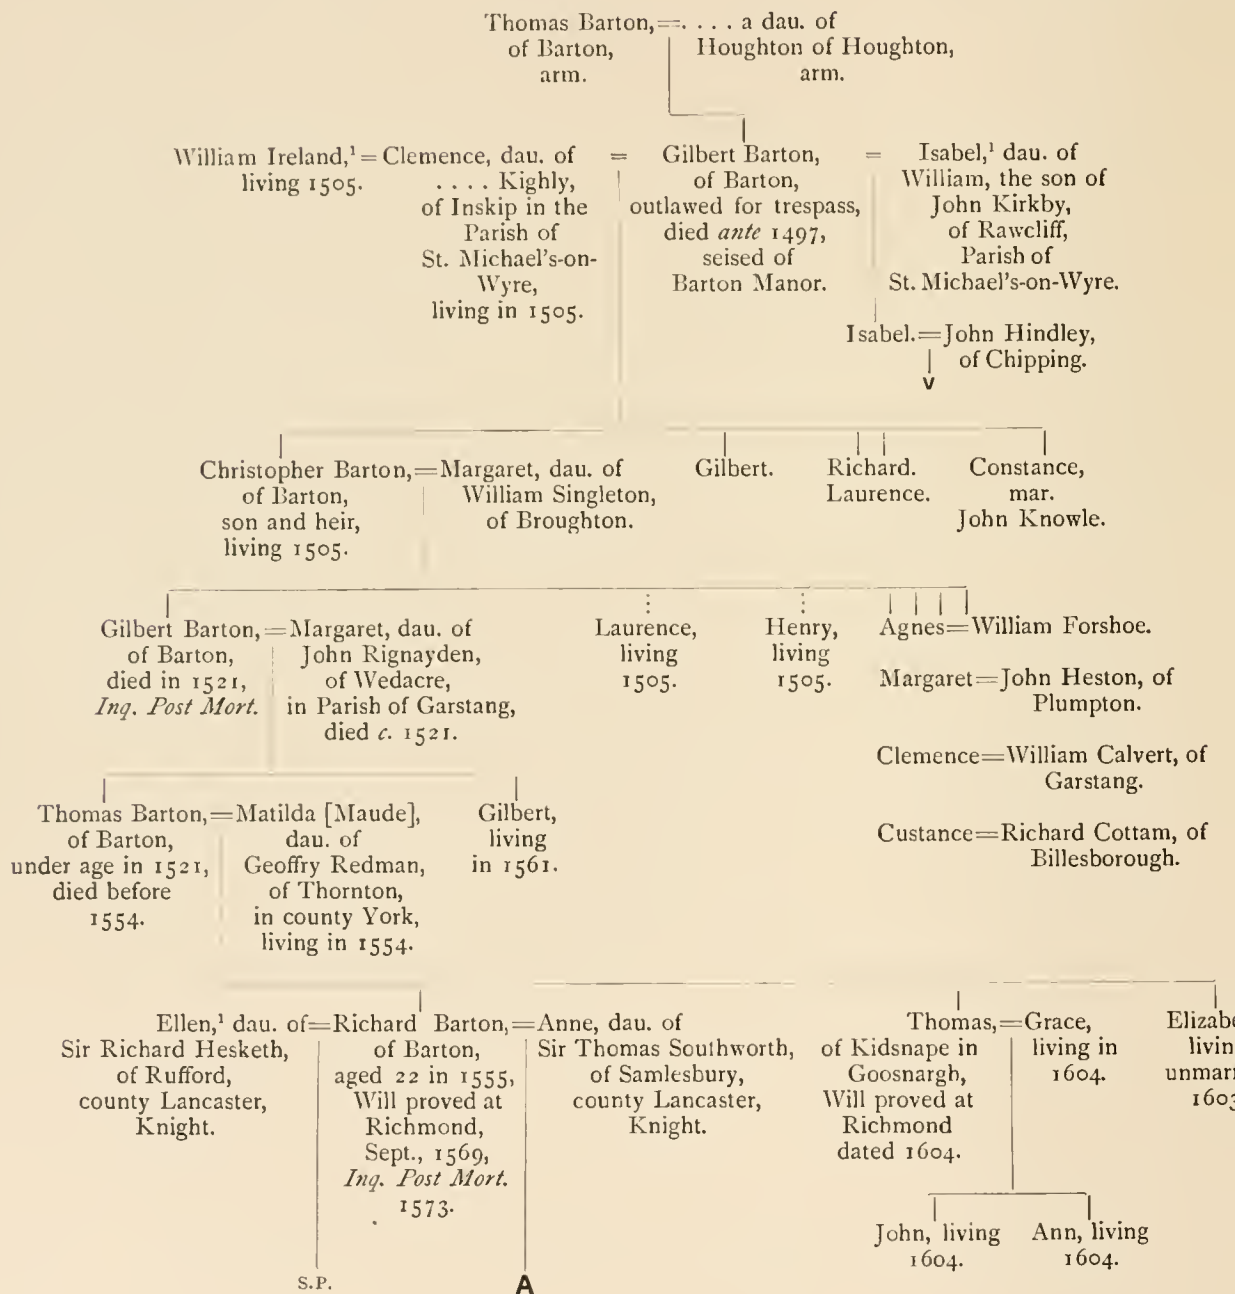 Thomas Barton,=. . . . a dau. of
of Barton,
arm.
Houghton of Houghton,
arm.
William Ireland,¹ =
living 1505.
Clemence, dau. of
. . . . Kighly,
of Inskip in the
Parish of
St. Michael's-on-
Wyre,
living in 1505.
=
Gilbert Barton,
of Barton,
outlawed for trespass,
died ante 1497,
seised of
Barton Manor.
=
Isabel,¹ dau. of
William, the son of
John Kirkby,
of Rawcliff,
Parish of
St. Michael's-on-Wyre.
Isabel.=John Hindley,
of Chipping.
v
Christopher Barton,=
of Barton,
son and heir,
living 1505.
Margaret, dau. of
William Singleton,
of Broughton.
Gilbert.
Richard.
Laurence.
Constance,
mar.
John Knowle.
Gilbert Barton,=
of Barton,
died in 1521,
Inq. Post Mort.
Margaret, dau. of
John Rignayden,
of Wedacre,
in Parish of Garstang,
died c. 1521.
Laurence,
living
1505.
Henry,
living
1505.
Agnes=William Forshoe.
Margaret=John Heston, of
Plumpton.
Clemence=William Calvert, of
Garstang.
Custance=Richard Cottam, of
Billesborough.
Thomas Barton,=
of Barton,
under age in 1521,
died before
1554.
Matilda [Maude],
dau. of
Geoffry Redman,
of Thornton,
in county York,
living in 1554.
Gilbert,
living
in 1561.
Ellen,¹ dau. of=
Sir Richard Hesketh,
of Rufford,
county Lancaster,
Knight.
Richard Barton,=
of Barton,
aged 22 in 1555,
Will proved at
Richmond,
Sept., 1569,
Inq. Post Mort.
1573.
Anne, dau. of
Sir Thomas Southworth,
of Samlesbury,
county Lancaster,
Knight.
Thomas,=
of Kidsnape in
Goosnargh,
Will proved at
Richmond
dated 1604.
Grace,
living in
1604.
Elizabe
livin
unmarr
1603
John, living
1604.
Ann, living
1604.
S.P.
A